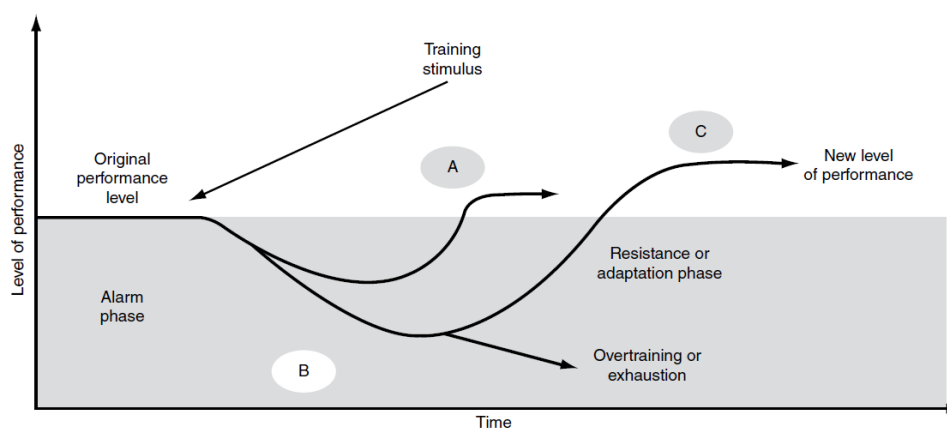 Training
stimulus
A
C
Original
performance
level
New level
of performance
Level of performance
Alarm
phase
Resistance or
adaptation phase
B
Overtraining or
exhaustion
Time